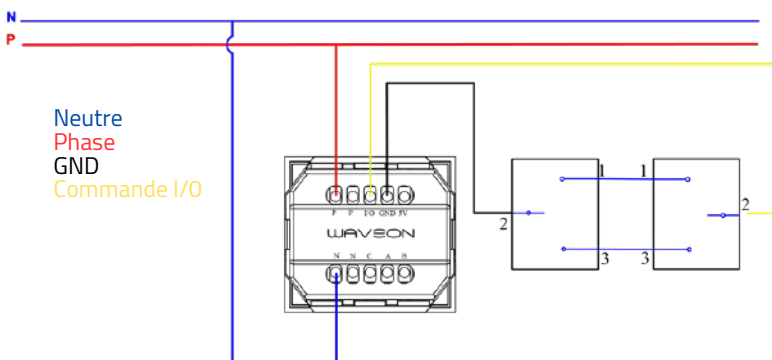 N
P
Neutre
Phase
GND
Commande I/O
P P I/O GND 5V
WAVEON
N N C A B
1 1
2
2
3 3